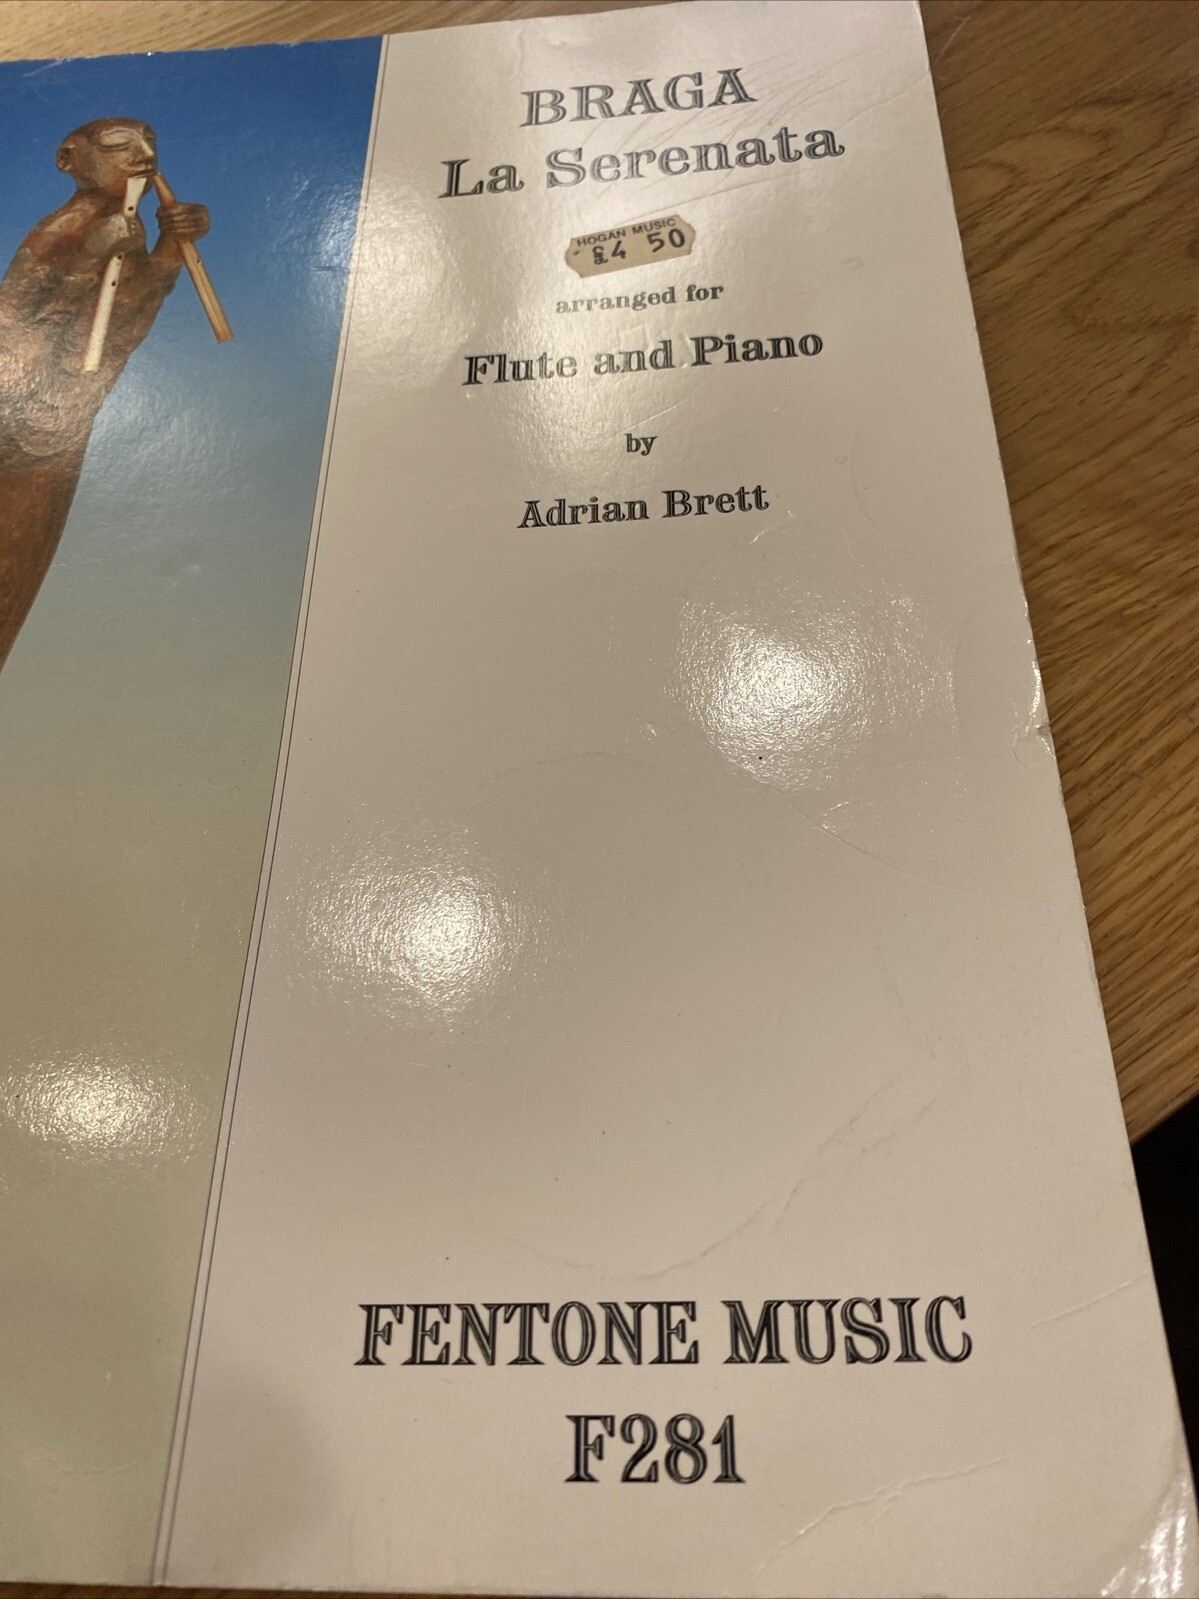 BRAGA
La Serenata
HOGAN MUSIC
£4 50
arranged for
Flute and Piano
by
Adrian Brett
FENTONE MUSIC
F281